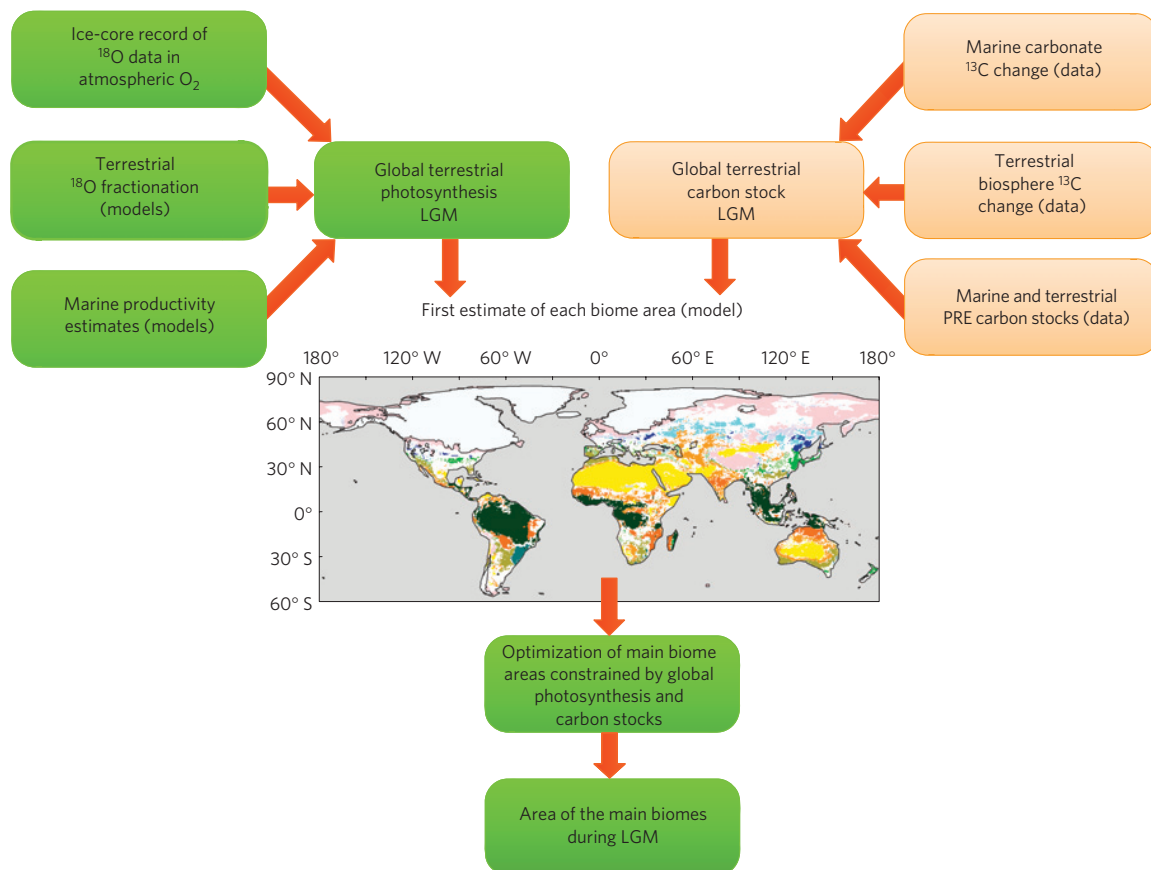 Ice-core record of
¹⁸O data in
atmospheric O₂
Marine carbonate
¹³C change (data)
Terrestrial
¹⁸O fractionation
(models)
Global terrestrial
photosynthesis
LGM
Global terrestrial
carbon stock
LGM
Terrestrial
biosphere ¹³C
change (data)
Marine productivity
estimates (models)
First estimate of each biome area (model)
Marine and terrestrial
PRE carbon stocks (data)
180° 120° W 60° W 0° 60° E 120° E 180°
90° N
60° N
30° N
0°
30° S
60° S
Optimization of main biome
areas constrained by global
photosynthesis and
carbon stocks
Area of the main biomes
during LGM